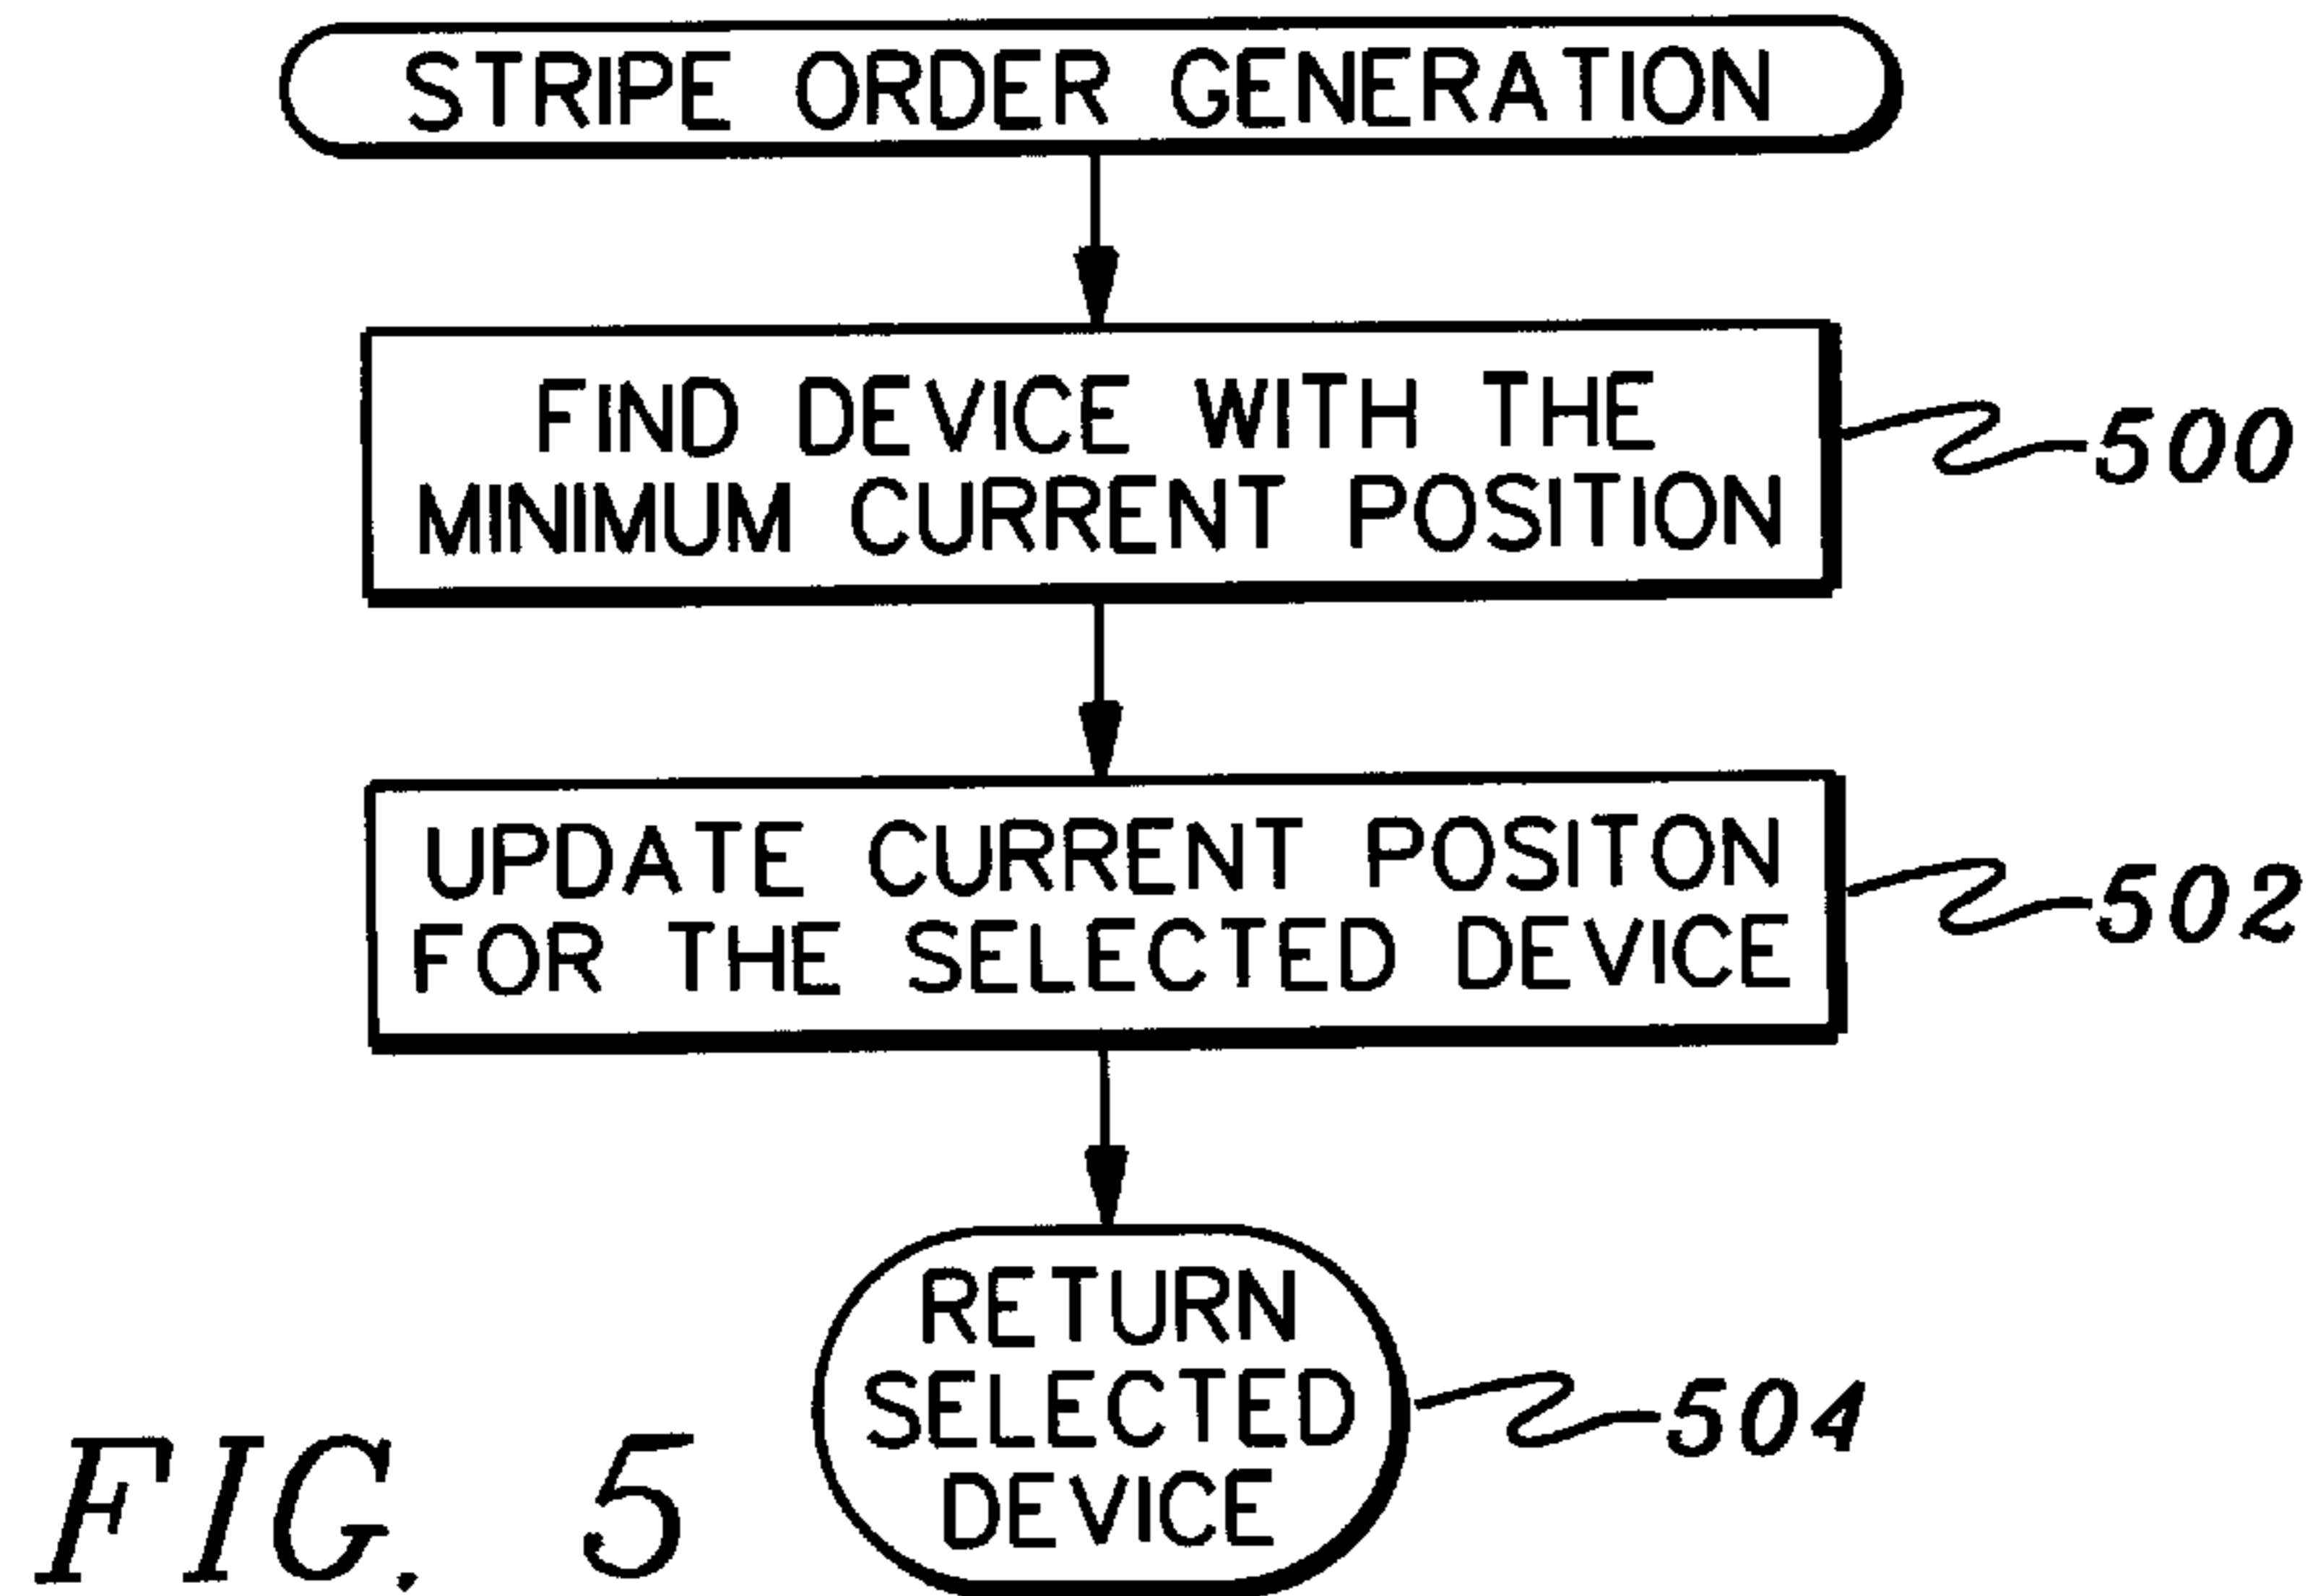 STRIPE ORDER GENERATION
FIND DEVICE WITH THE
MINIMUM CURRENT POSITION
500
UPDATE CURRENT POSITON
FOR THE SELECTED DEVICE
502
RETURN
SELECTED
DEVICE
504
FIG. 5